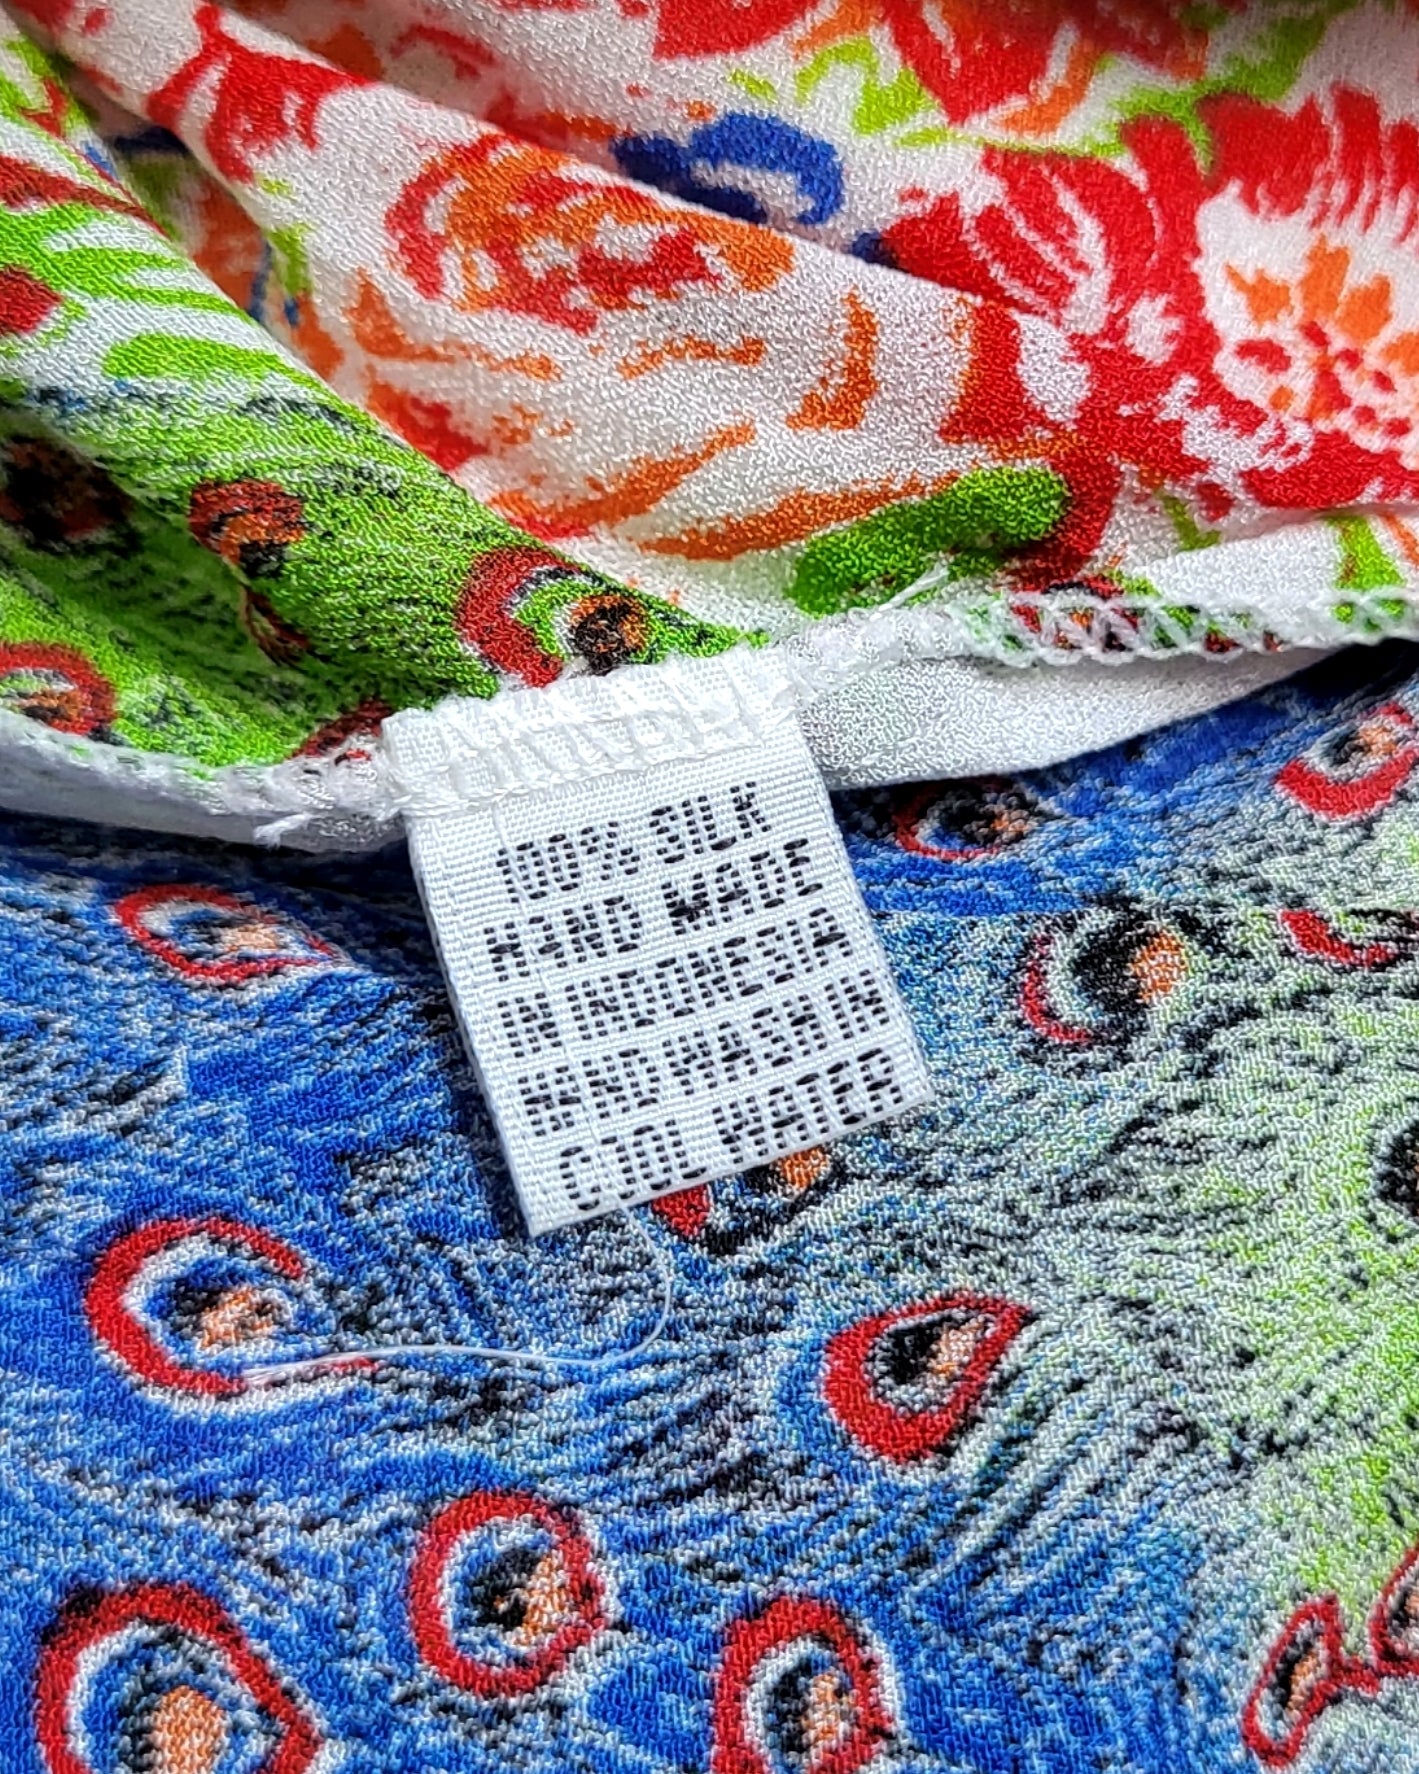 100% SILK
HAND MADE
IN INDONESIA
HAND WASH IN
COOL WATER